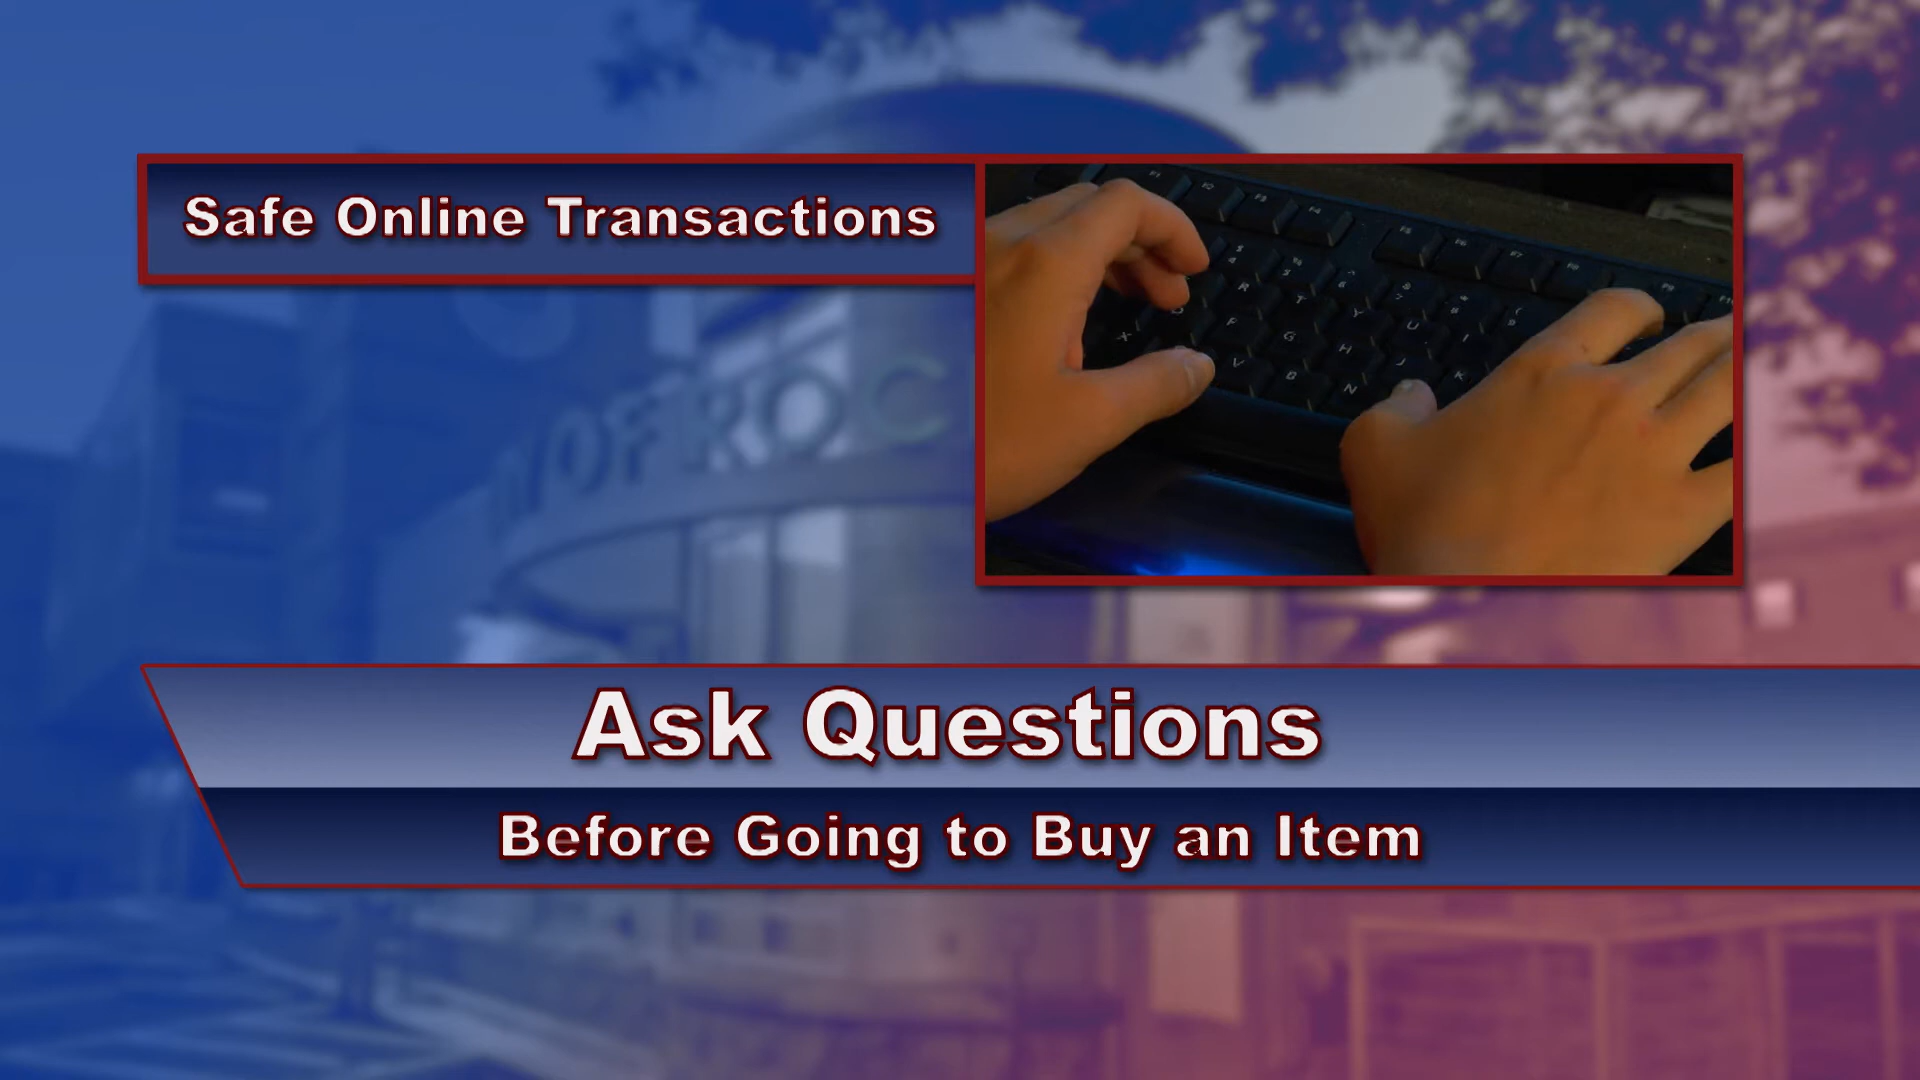 Safe Online Transactions
Ask Questions
Before Going to Buy an Item